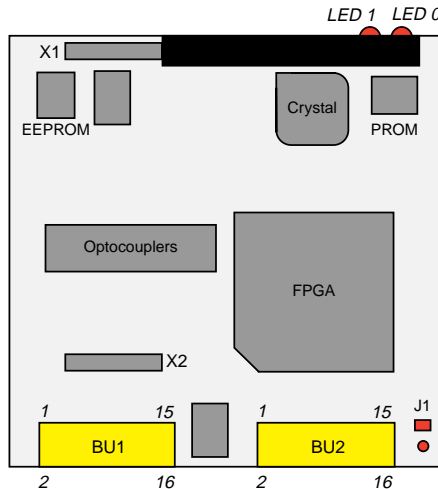 LED 1 LED 0
X1
Crystal
EEPROM
PROM
Optocouplers
FPGA
X2
1 15 1 15 J1
BU1 BU2
2 16 2 16